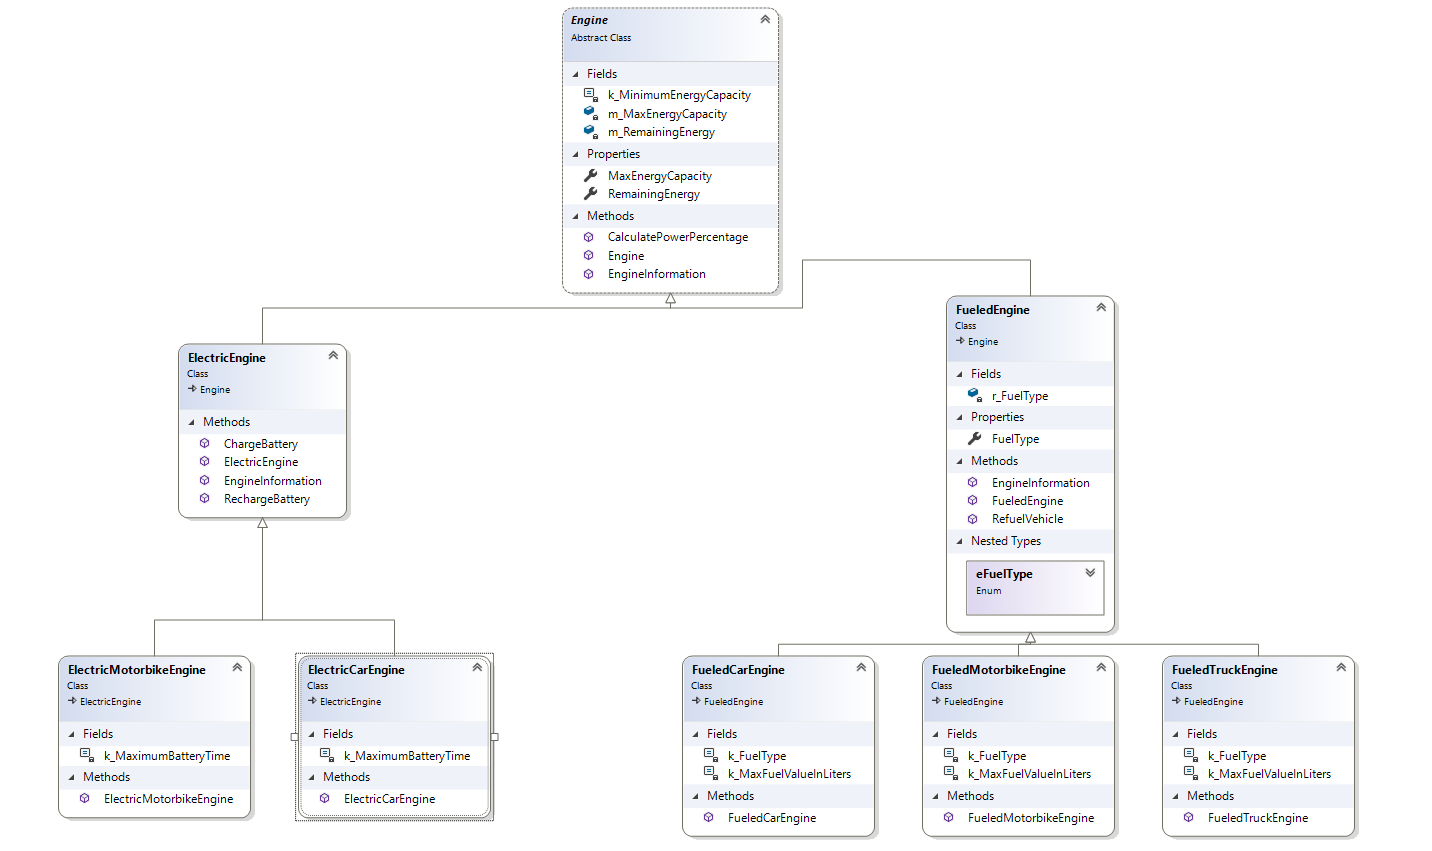 Engine
Abstract Class
Fields
k_MinimumEnergyCapacity
m_MaxEnergyCapacity
m_RemainingEnergy
Properties
MaxEnergyCapacity
RemainingEnergy
Methods
CalculatePowerPercentage
Engine
EngineInformation
ElectricEngine
Class
Engine
Methods
ChargeBattery
ElectricEngine
EngineInformation
RechargeBattery
FueledEngine
Class
Engine
Fields
r_FuelType
Properties
FuelType
Methods
EngineInformation
FueledEngine
RefuelVehicle
Nested Types
eFuelType
Enum
ElectricMotorbikeEngine
Class
ElectricEngine
Fields
k_MaximumBatteryTime
Methods
ElectricMotorbikeEngine
ElectricCarEngine
Class
ElectricEngine
Fields
k_MaximumBatteryTime
Methods
ElectricCarEngine
FueledCarEngine
Class
FueledEngine
Fields
k_FuelType
k_MaxFuelValueInLiters
Methods
FueledCarEngine
FueledMotorbikeEngine
Class
FueledEngine
Fields
k_FuelType
k_MaxFuelValueInLiters
Methods
FueledMotorbikeEngine
FueledTruckEngine
Class
FueledEngine
Fields
k_FuelType
k_MaxFuelValueInLiters
Methods
FueledTruckEngine